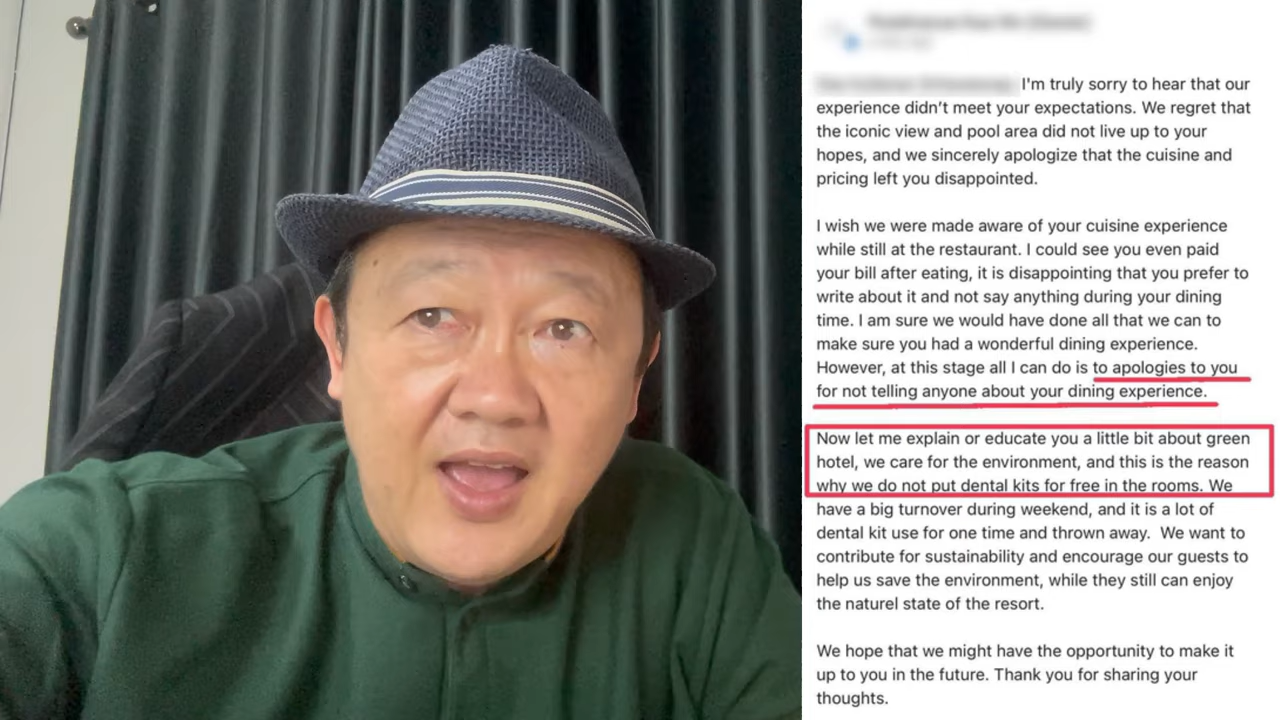 I'm truly sorry to hear that our
experience didn’t meet your expectations. We regret that
the iconic view and pool area did not live up to your
hopes, and we sincerely apologize that the cuisine and
pricing left you disappointed.
I wish we were made aware of your cuisine experience
while still at the restaurant. I could see you even paid
your bill after eating, it is disappointing that you prefer to
write about it and not say anything during your dining
time. I am sure we would have done all that we can to
make sure you had a wonderful dining experience.
However, at this stage all I can do is to apologies to you
for not telling anyone about your dining experience.
Now let me explain or educate you a little bit about green
hotel, we care for the environment, and this is the reason
why we do not put dental kits for free in the rooms. We
have a big turnover during weekend, and it is a lot of
dental kit use for one time and thrown away.  We want to
contribute for sustainability and encourage our guests to
help us save the environment, while they still can enjoy
the naturel state of the resort.
We hope that we might have the opportunity to make it
up to you in the future. Thank you for sharing your
thoughts.